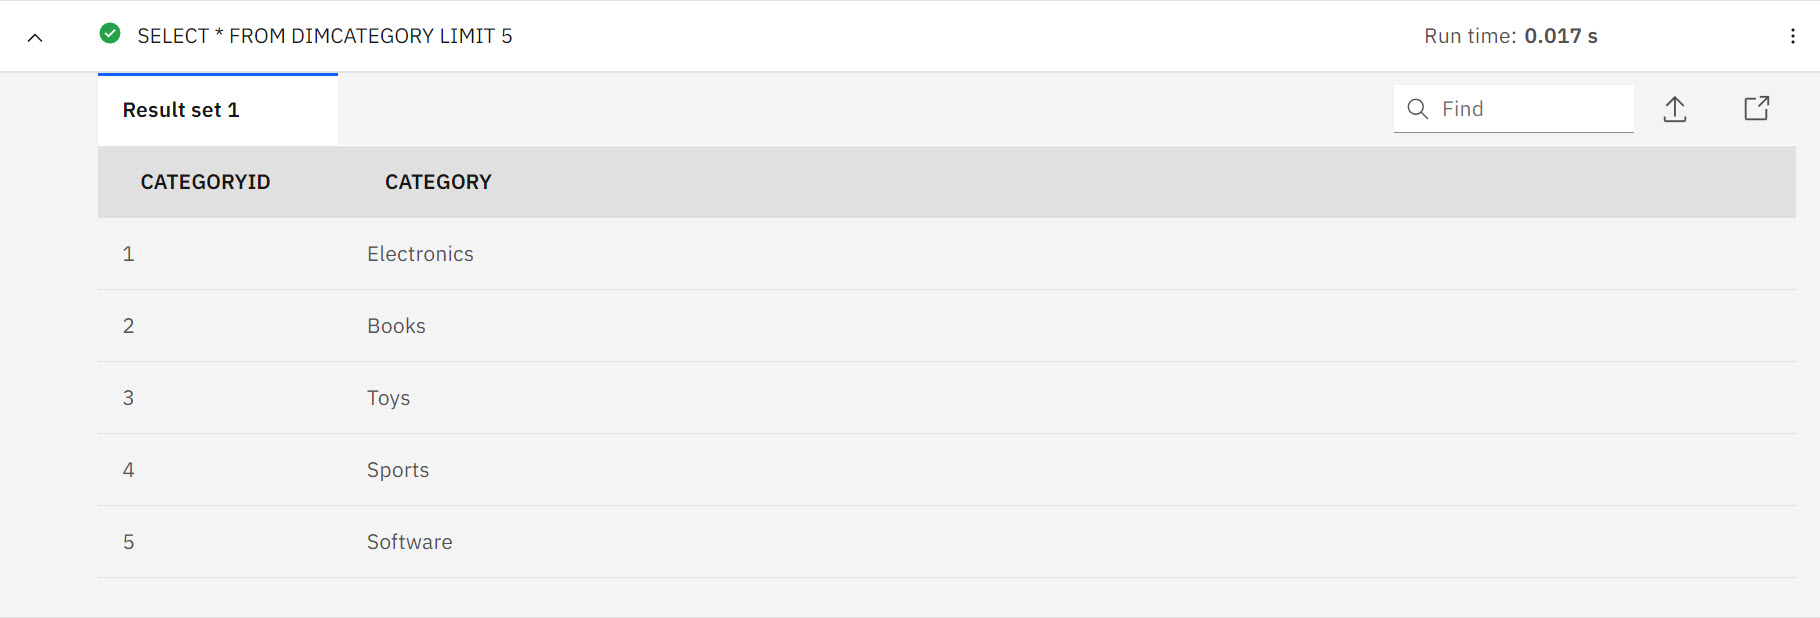 SELECT * FROM DIMCATEGORY LIMIT 5 Run time: 0.017 s
Result set 1 Find
CATEGORYID CATEGORY
1 Electronics
2 Books
3 Toys
4 Sports
5 Software